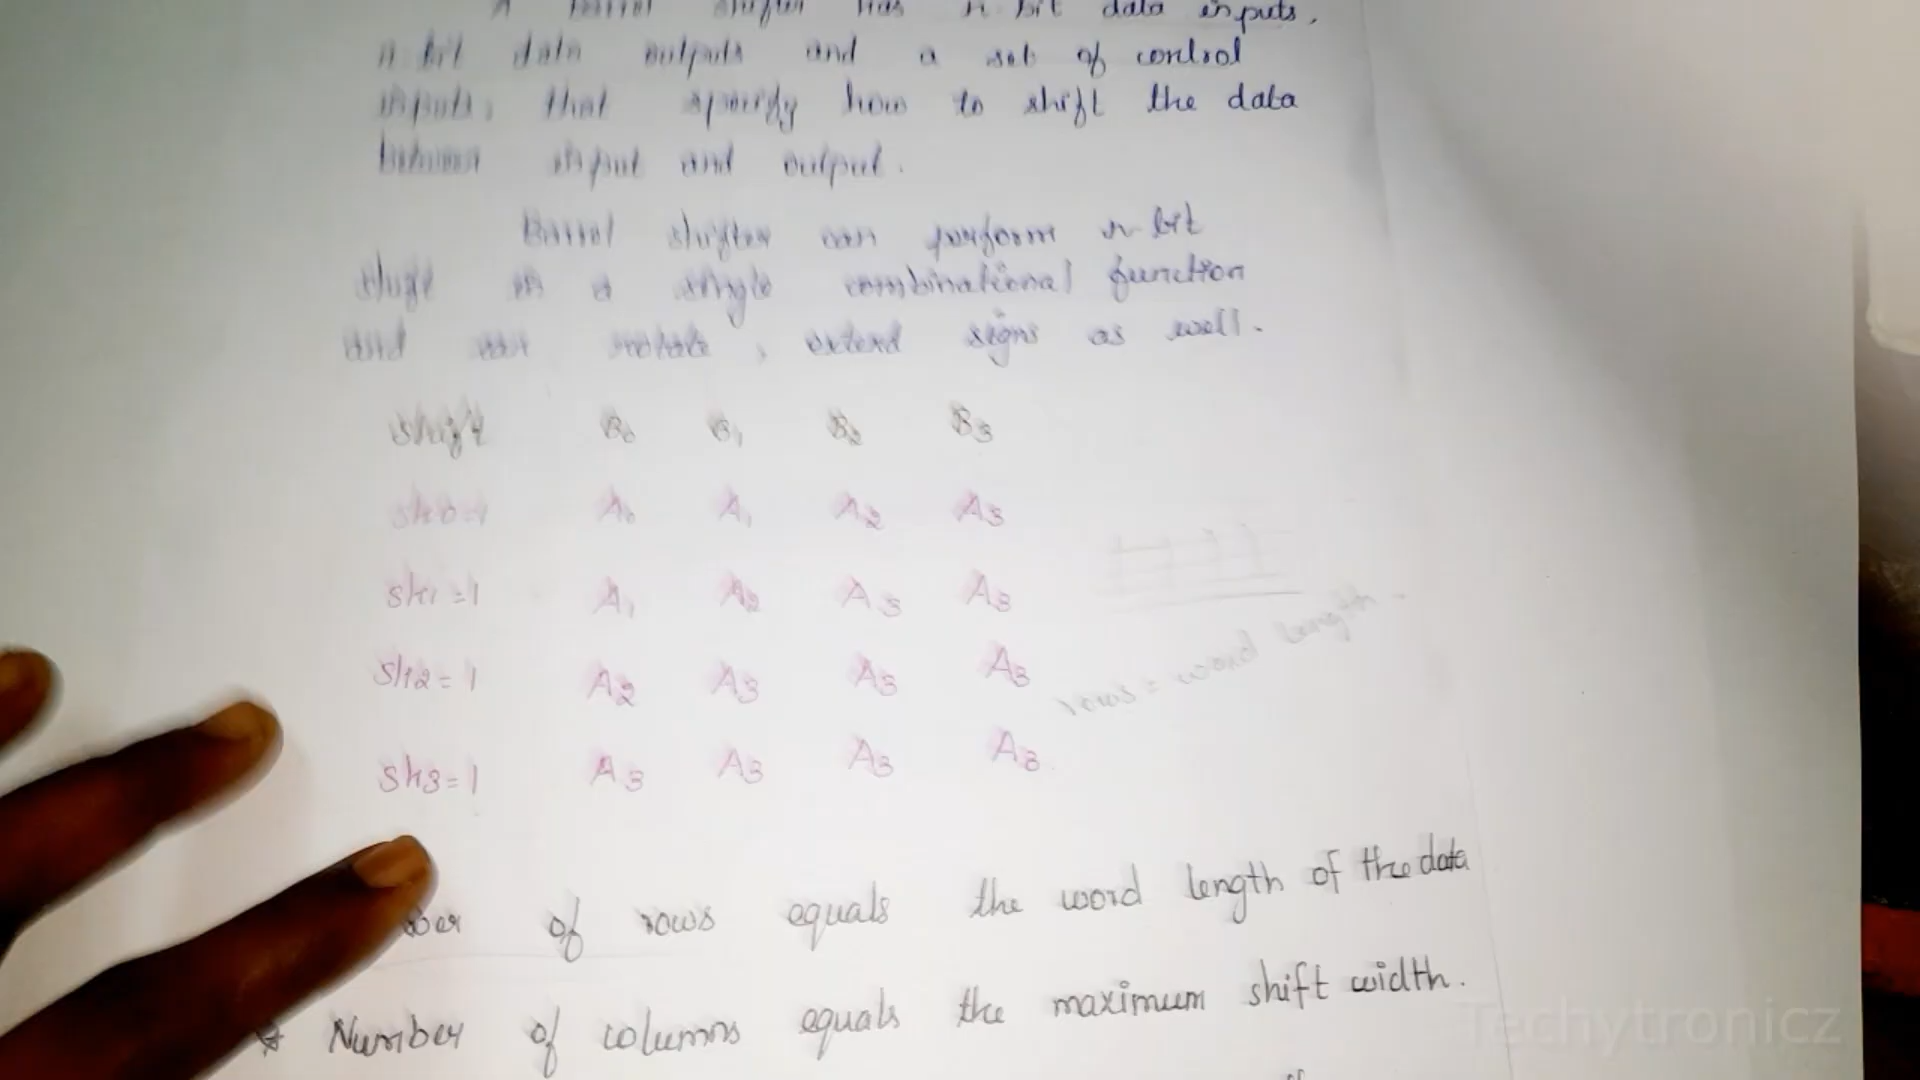 A barrel shifter has n bit data inputs,
n bit data outputs and a set of control
inputs, that specify how to shift the data
between input and output.
Barrel shifter can perform n-bit
shift in a single combinational function
and can rotate, extend signs as well.
Shift B0 B1 B2 B3
sh0=1 A0 A1 A2 A3
sh1=1 A1 A2 A3 A3
Sh2=1 A2 A3 A3 A3
rows = word length
Sh3=1 A3 A3 A3 A3
ber of rows equals the word length of the data
* Number of columns equals the maximum shift width.
Techytronicz